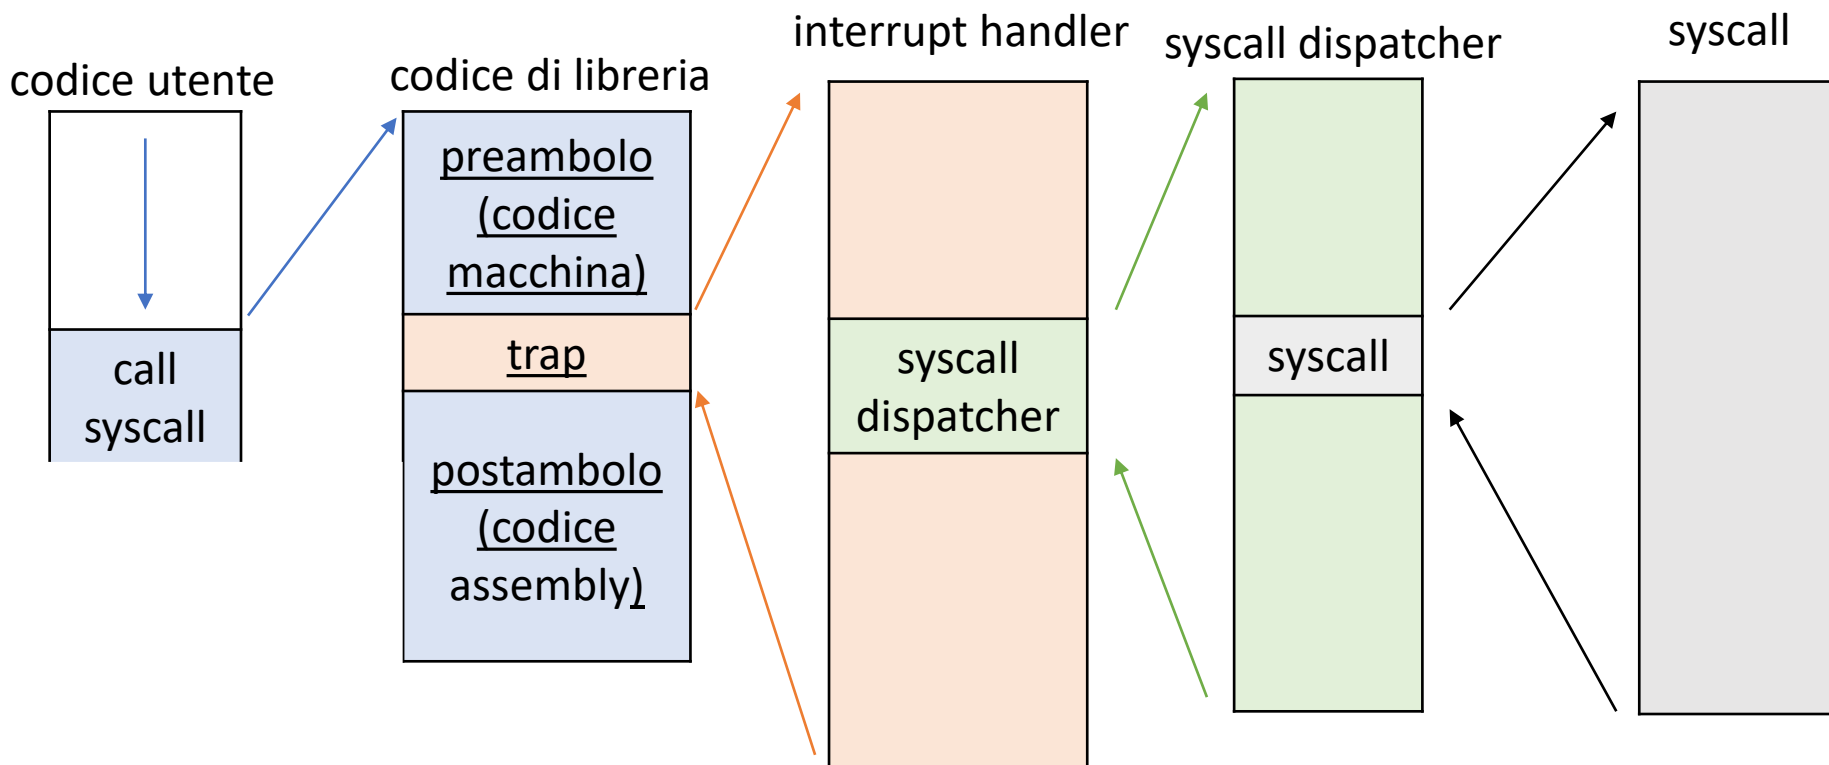 codice utente
call
syscall
codice di libreria
preambolo
(codice
macchina)
trap
postambolo
(codice
assembly)
interrupt handler
syscall
dispatcher
syscall dispatcher
syscall
syscall